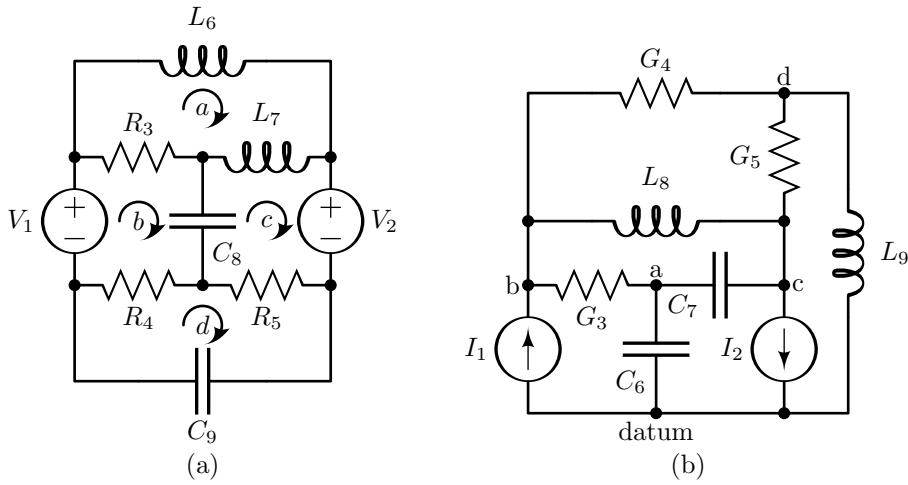 L₆
a
R₃
L₇
V₁
+
−
b
c
+
−
V₂
C₈
R₄
R₅
d
C₉
(a)
G₄
d
G₅
L₈
L₉
b
a
c
G₃
C₇
I₁
I₂
C₆
datum
(b)